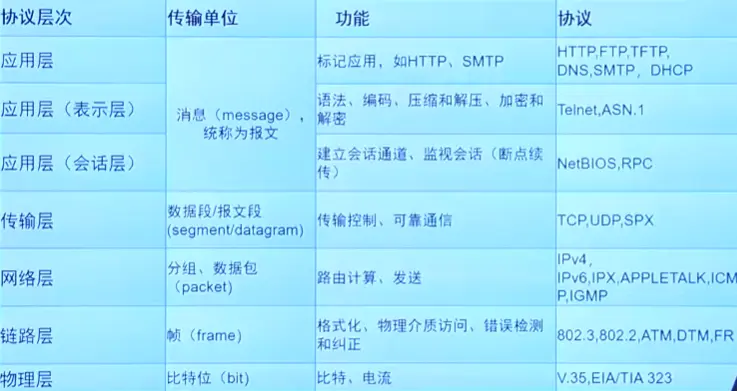 协议层次
传输单位
功能
协议
应用层
消息（message），
统称为报文
标记应用，如HTTP、SMTP
HTTP,FTP,TFTP,
DNS,SMTP，DHCP
应用层（表示层）
语法、编码、压缩和解压、加密和
解密
Telnet,ASN.1
应用层（会话层）
建立会话通道、监视会话（断点续
传）
NetBIOS,RPC
传输层
数据段/报文段
(segment/datagram)
传输控制、可靠通信
TCP,UDP,SPX
网络层
分组、数据包
（packet)
路由计算、发送
IPv4，
IPv6,IPX,APPLETALK,ICM
P,IGMP
链路层
帧（frame）
格式化、物理介质访问、错误检测
和纠正
802.3,802.2,ATM,DTM,FR
物理层
比特位（bit）
比特、电流
V.35,EIA/TIA 323